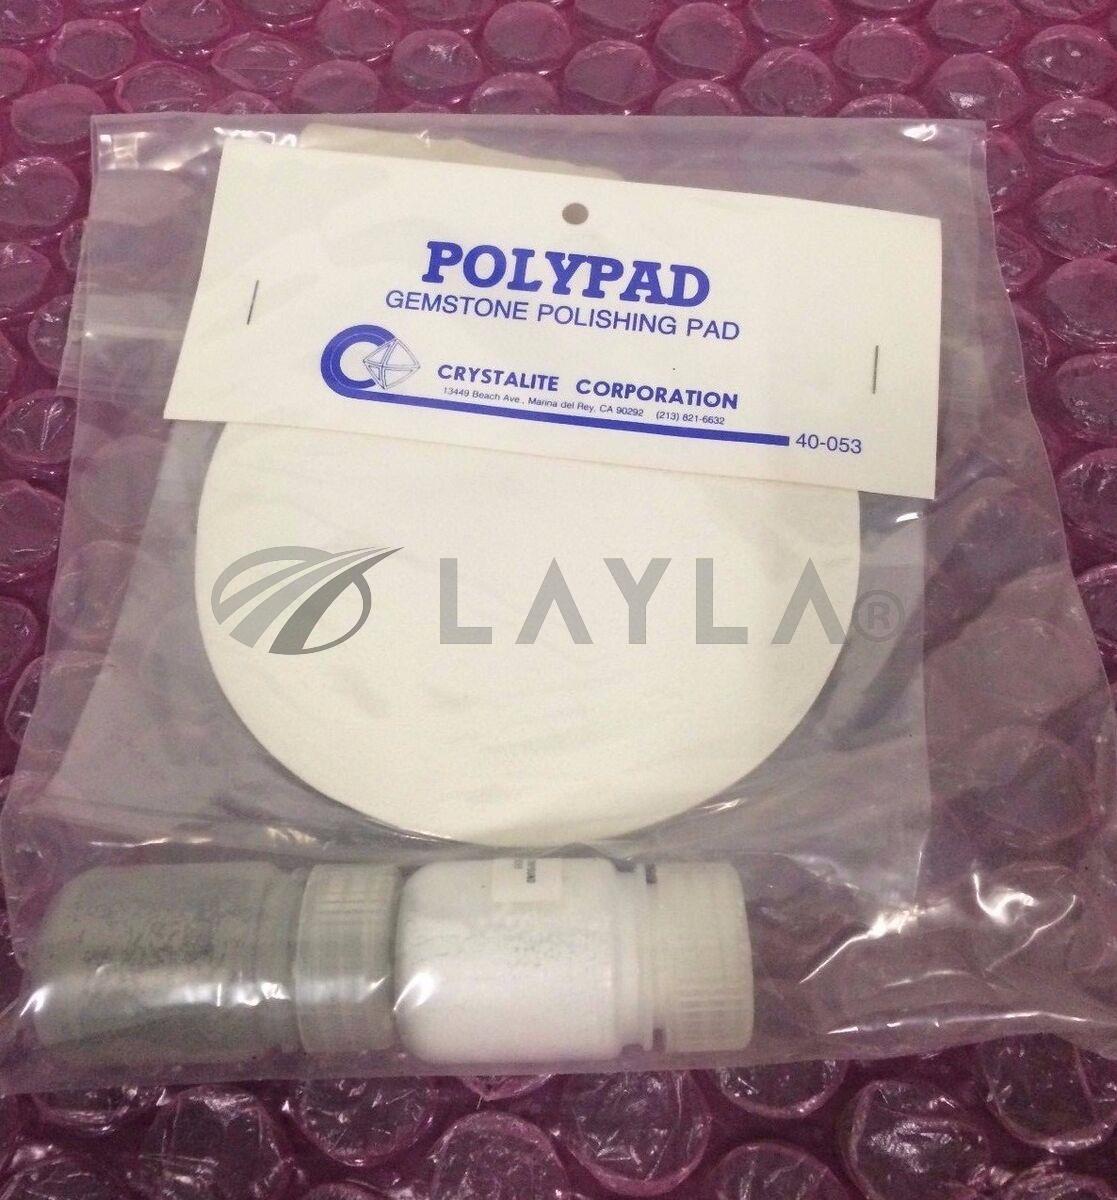 POLYPAD
GEMSTONE POLISHING PAD
CRYSTALITE CORPORATION
13449 Beach Ave., Marina del Rey, CA 90292 (213) 821-6632
40-053
LAYLA®